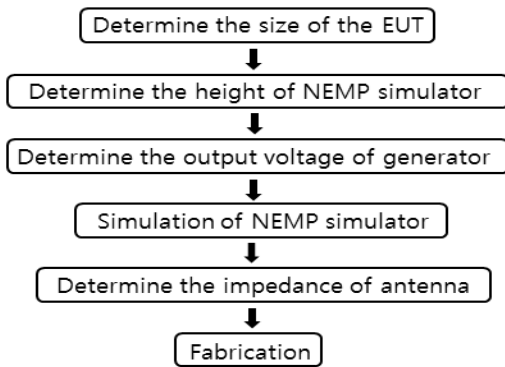 Determine the size of the EUT
Determine the height of NEMP simulator
Determine the output voltage of generator
Simulation of NEMP simulator
Determine the impedance of antenna
Fabrication